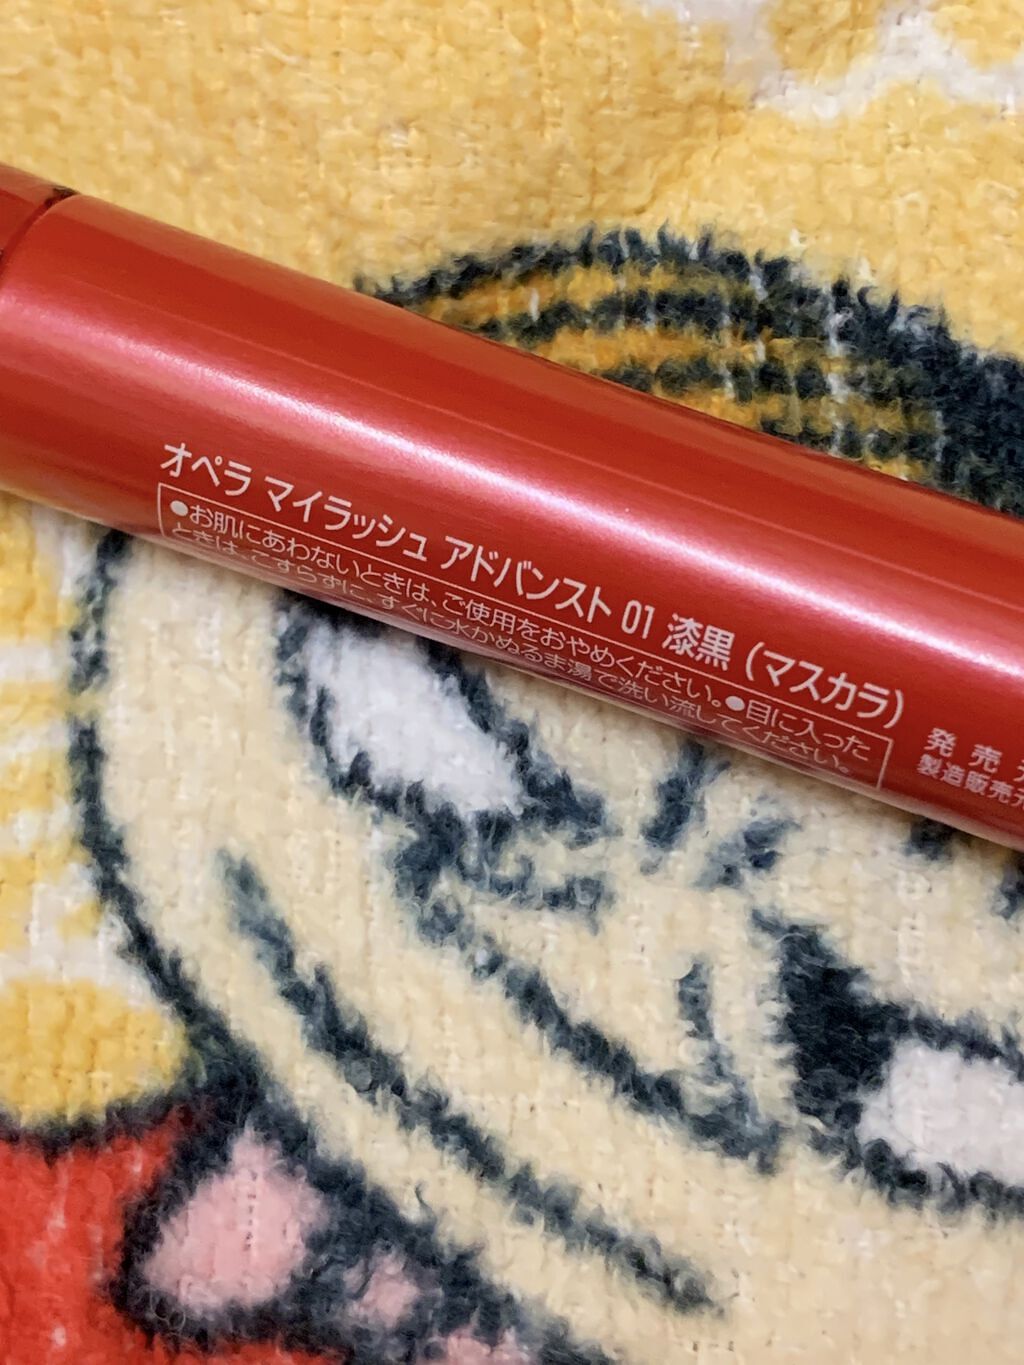 オペラ マイラッシュ アドバンスト 01 漆黒 (マスカラ)
●お肌にあわないときは、ご使用をおやめください。●目に入った
ときは、こすらずに、すぐに水かぬるま湯で洗い流してください。
発売
製造販売元